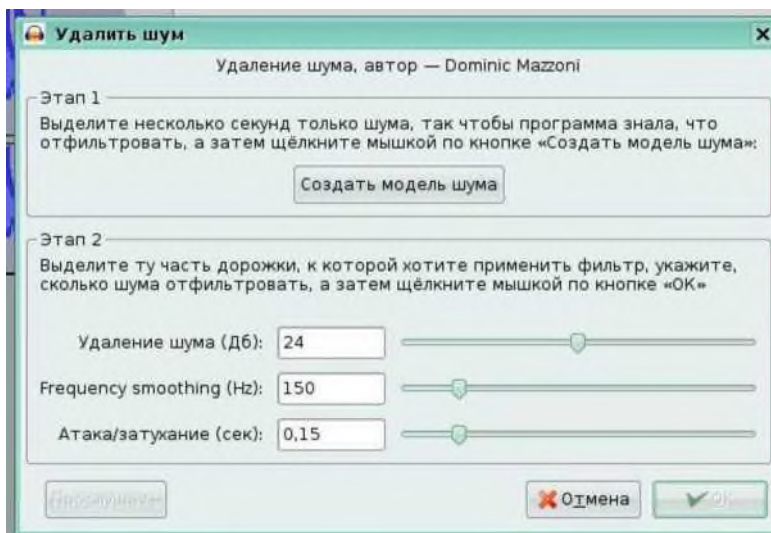 Удалить шум
Удаление шума, автор — Dominic Mazzoni
Этап 1
Выделите несколько секунд только шума, так чтобы программа знала, что
отфильтровать, а затем щёлкните мышкой по кнопке «Создать модель шума»:
Создать модель шума
Этап 2
Выделите ту часть дорожки, к которой хотите применить фильтр, укажите,
сколько шума отфильтровать, а затем щёлкните мышкой по кнопке «OK»
Удаление шума (Дб): 24
Frequency smoothing (Hz): 150
Атака/затухание (сек): 0,15
Отмена